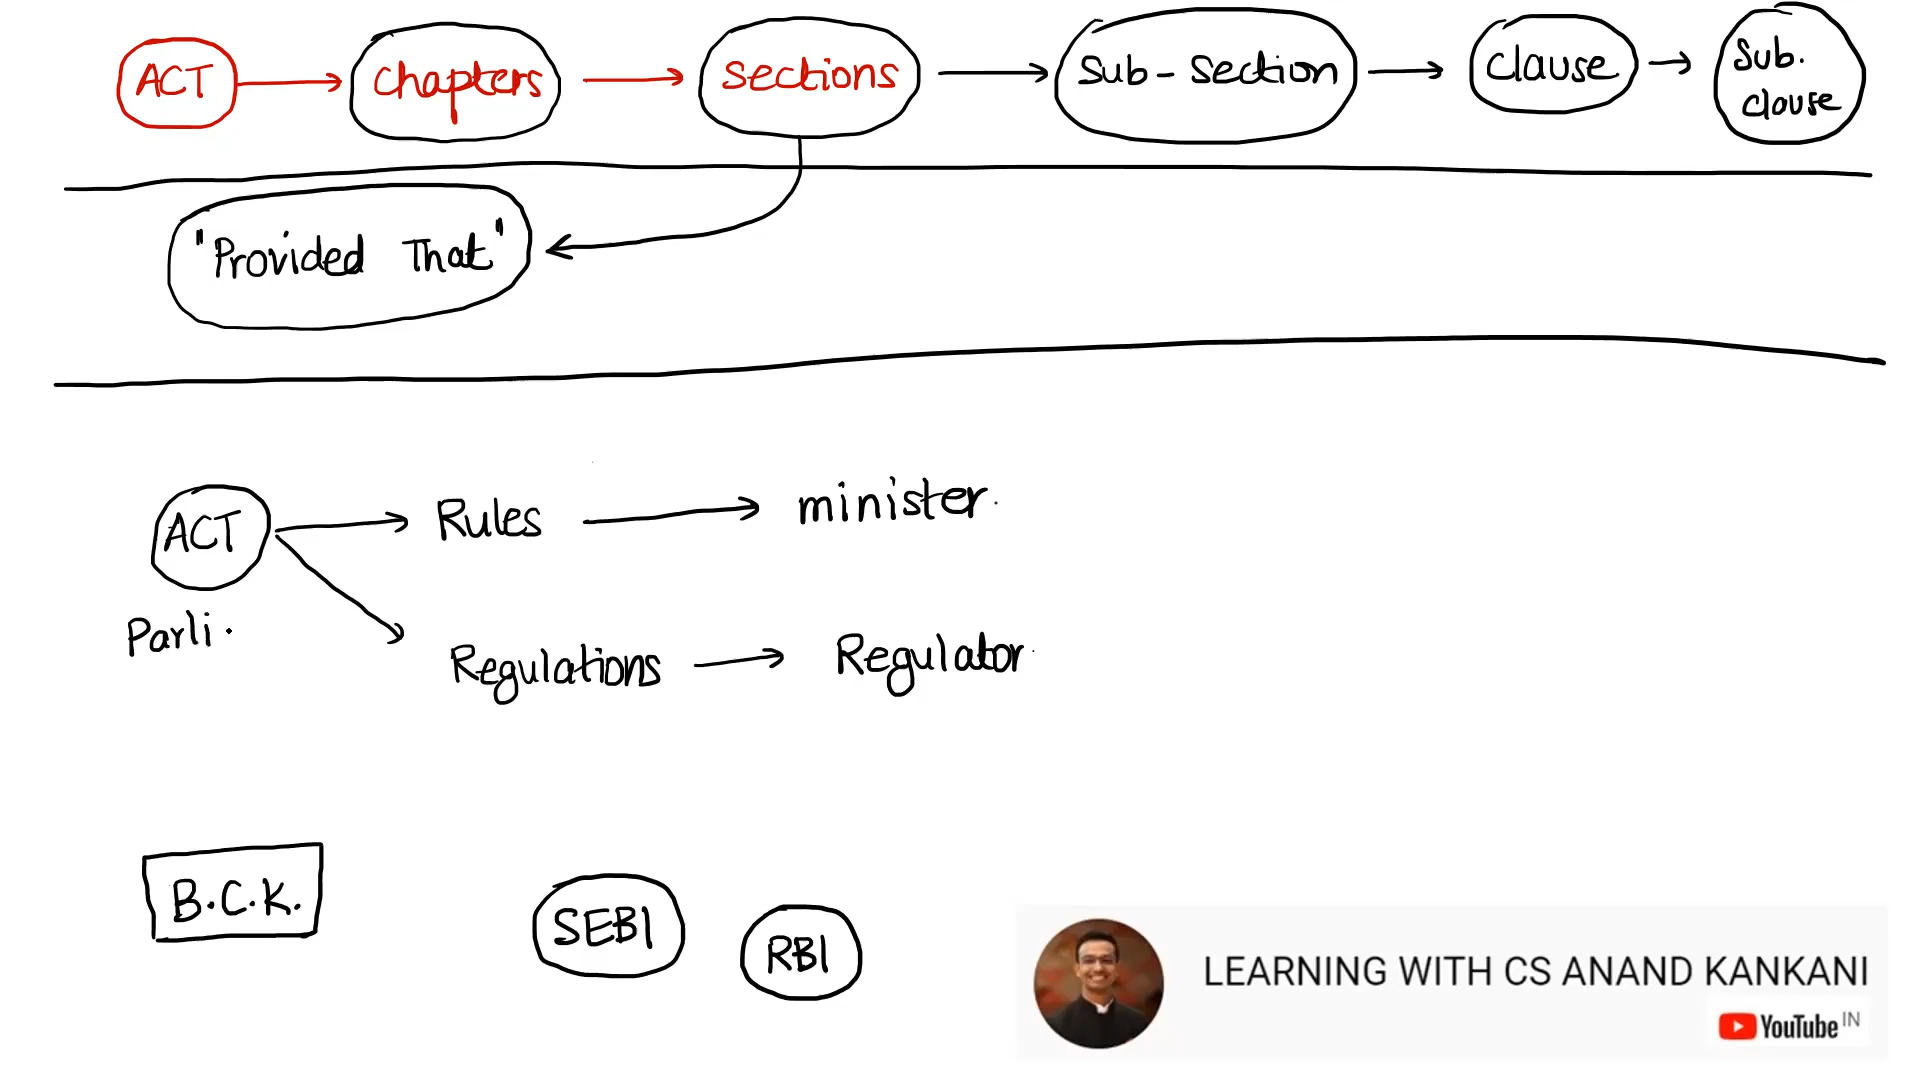 ACT → chapters → sections → Sub-section → Clause → Sub.
clause
"Provided That"
ACT → Rules → minister.
Parli.
Regulations → Regulator
B.C.K.
SEBI
RBI
LEARNING WITH CS ANAND KANKANI
YouTube IN